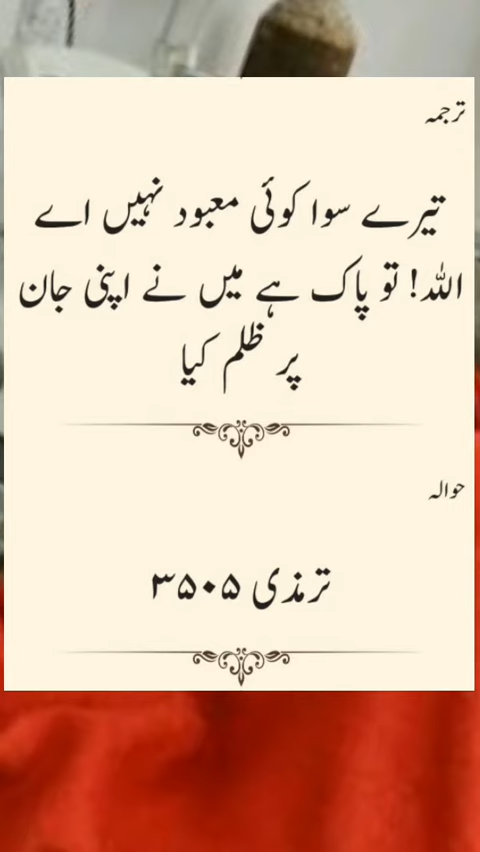 ترجمہ
تیرے سوا کوئی معبود نہیں اے
اللہ! تو پاک ہے میں نے اپنی جان
پر ظلم کیا
حوالہ
ترمذی ۳۵۰۵